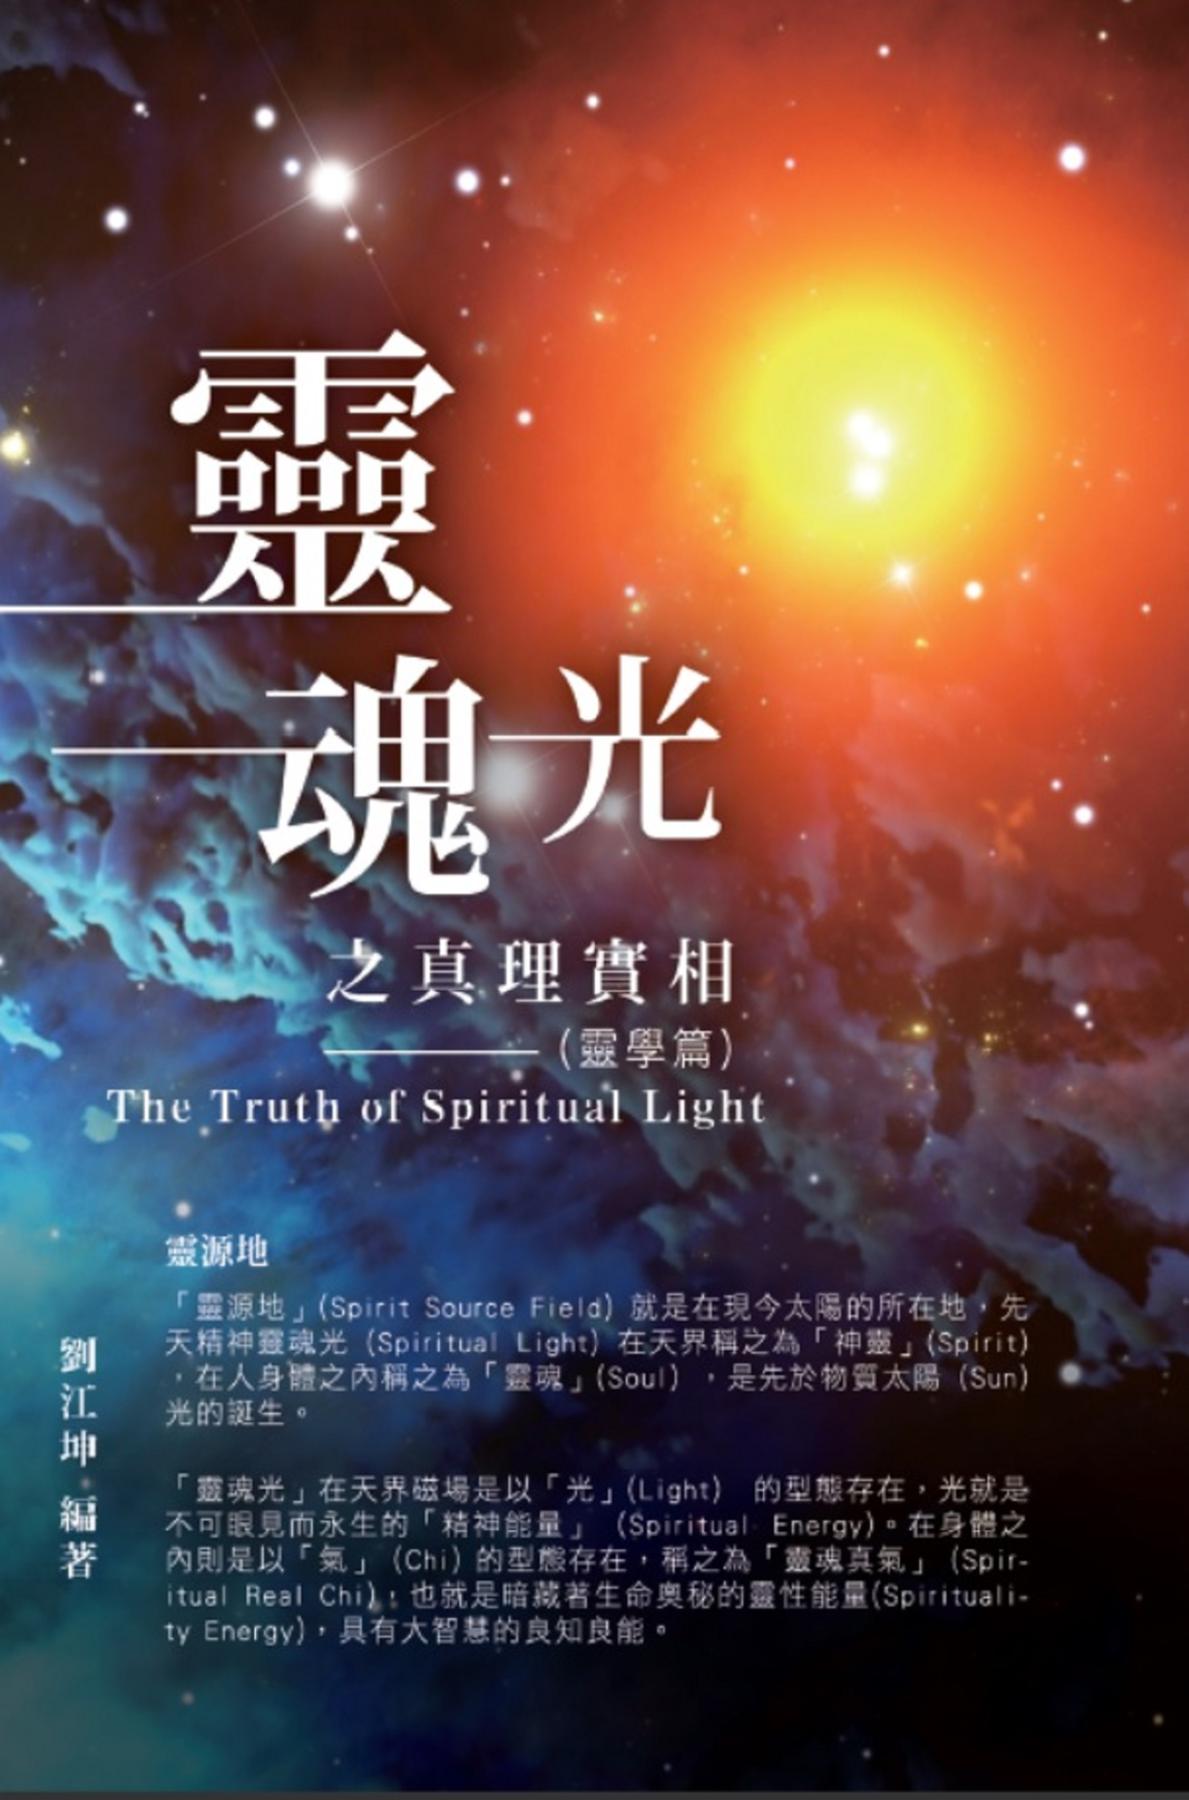 靈
魂光
之真理實相
(靈學篇)
The Truth of Spiritual Light
靈源地
「靈源地」(Spirit Source Field) 就是在現今太陽的所在地，先
天精神靈魂光 (Spiritual Light) 在天界稱之為「神靈」(Spirit)
，在人身體之內稱之為「靈魂」(Soul) ，是先於物質太陽 (Sun)
光的誕生。
「靈魂光」在天界磁場是以「光」(Light) 的型態存在，光就是
不可眼見而永生的「精神能量」 (Spiritual Energy)。在身體之
內則是以「氣」 (Chi) 的型態存在，稱之為「靈魂真氣」 (Spir-
itual Real Chi)，也就是暗藏著生命奧秘的靈性能量(Spirituali-
ty Energy)，具有大智慧的良知良能。
劉江坤 編著